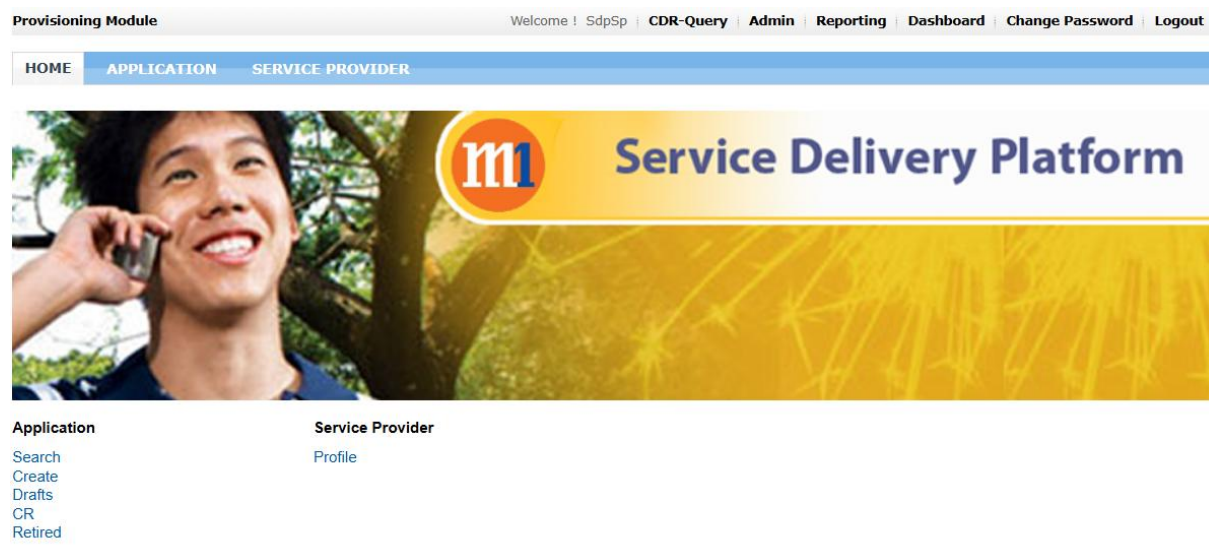 Provisioning Module Welcome ! SdpSp CDR-Query Admin Reporting Dashboard Change Password Logout
HOME APPLICATION SERVICE PROVIDER
m1 Service Delivery Platform
Application Service Provider
Search Profile
Create
Drafts
CR
Retired